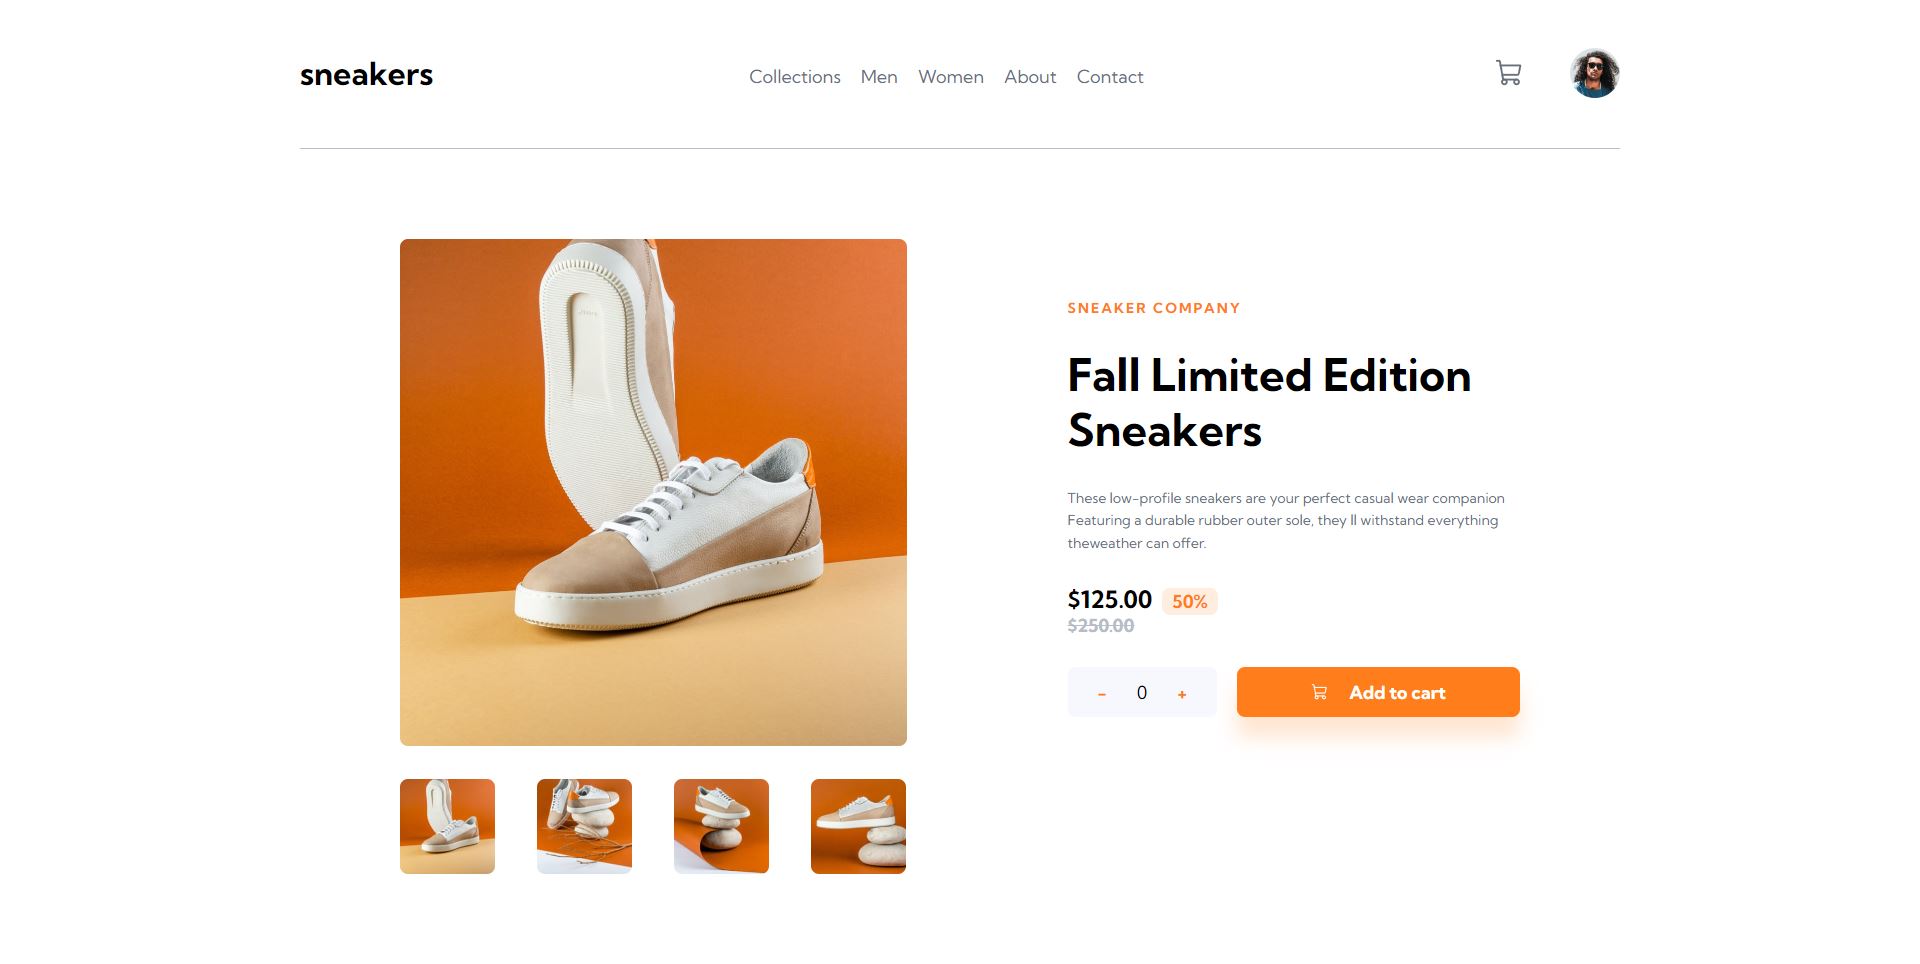 sneakers
Collections Men Women About Contact
SNEAKER COMPANY
Fall Limited Edition
Sneakers
These low-profile sneakers are your perfect casual wear companion
Featuring a durable rubber outer sole, they ll withstand everything
theweather can offer.
$125.00 50%
$250.00
- 0 + Add to cart